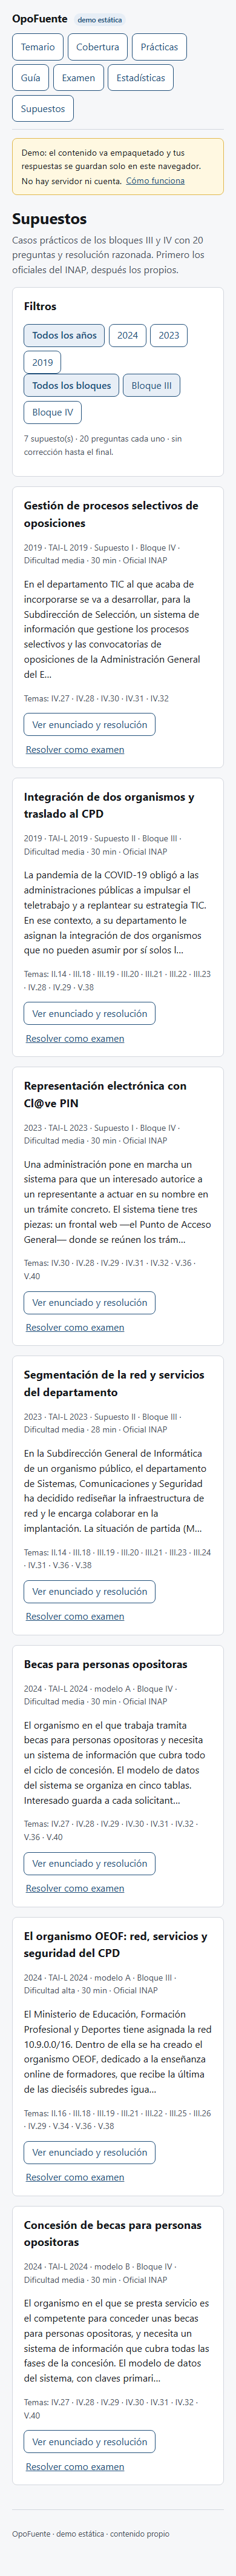 OpoFuente demo estática
Temario Cobertura Prácticas
Guía Examen Estadísticas
Supuestos
Demo: el contenido va empaquetado y tus
respuestas se guardan solo en este navegador.
No hay servidor ni cuenta. Cómo funciona
Supuestos
Casos prácticos de los bloques III y IV con 20
preguntas y resolución razonada. Primero los
oficiales del INAP, después los propios.
Filtros
Todos los años 2024 2023
2019
Todos los bloques Bloque III
Bloque IV
7 supuesto(s) · 20 preguntas cada uno · sin
corrección hasta el final.
Gestión de procesos selectivos de
oposiciones
2019 · TAI-L 2019 · Supuesto I · Bloque IV ·
Dificultad media · 30 min · Oficial INAP
En el departamento TIC al que acaba de
incorporarse se va a desarrollar, para la
Subdirección de Selección, un sistema de
información que gestione los procesos
selectivos y las convocatorias de
oposiciones de la Administración General
del E…
Temas: IV.27 · IV.28 · IV.30 · IV.31 · IV.32
Ver enunciado y resolución
Resolver como examen
Integración de dos organismos y
traslado al CPD
2019 · TAI-L 2019 · Supuesto II · Bloque III ·
Dificultad media · 30 min · Oficial INAP
La pandemia de la COVID-19 obligó a las
administraciones públicas a impulsar el
teletrabajo y a replantear su estrategia TIC.
En ese contexto, a su departamento le
asignan la integración de dos organismos
que no pueden asumir por sí solos l…
Temas: II.14 · III.18 · III.19 · III.20 · III.21 · III.22 · III.23
· IV.28 · IV.29 · V.38
Ver enunciado y resolución
Resolver como examen
Representación electrónica con
Cl@ve PIN
2023 · TAI-L 2023 · Supuesto I · Bloque IV ·
Dificultad media · 30 min · Oficial INAP
Una administración pone en marcha un
sistema para que un interesado autorice a
un representante a actuar en su nombre en
un trámite concreto. El sistema tiene tres
piezas: un frontal web —el Punto de Acceso
General— donde se reúnen los trám…
Temas: IV.30 · IV.28 · IV.29 · IV.31 · IV.32 · V.36 ·
V.40
Ver enunciado y resolución
Resolver como examen
Segmentación de la red y servicios
del departamento
2023 · TAI-L 2023 · Supuesto II · Bloque III ·
Dificultad media · 28 min · Oficial INAP
En la Subdirección General de Informática
de un organismo público, el departamento
de Sistemas, Comunicaciones y Seguridad
ha decidido rediseñar la infraestructura de
red y le encarga colaborar en la
implantación. La situación de partida (M…
Temas: II.14 · III.18 · III.19 · III.20 · III.21 · III.23 · III.24
· IV.31 · V.36 · V.38
Ver enunciado y resolución
Resolver como examen
Becas para personas opositoras
2024 · TAI-L 2024 · modelo A · Bloque IV ·
Dificultad media · 30 min · Oficial INAP
El organismo en el que trabaja tramita
becas para personas opositoras y necesita
un sistema de información que cubra todo
el ciclo de concesión. El modelo de datos
del sistema se organiza en cinco tablas.
Interesado guarda a cada solicitant…
Temas: IV.27 · IV.28 · IV.29 · IV.30 · IV.31 · IV.32 ·
V.36 · V.40
Ver enunciado y resolución
Resolver como examen
El organismo OEOF: red, servicios y
seguridad del CPD
2024 · TAI-L 2024 · modelo A · Bloque III ·
Dificultad alta · 30 min · Oficial INAP
El Ministerio de Educación, Formación
Profesional y Deportes tiene asignada la red
10.9.0.0/16. Dentro de ella se ha creado el
organismo OEOF, dedicado a la enseñanza
online de formadores, que recibe la última
de las dieciséis subredes igua…
Temas: II.16 · III.18 · III.19 · III.21 · III.22 · III.25 · III.26
· IV.29 · V.34 · V.36 · V.38
Ver enunciado y resolución
Resolver como examen
Concesión de becas para personas
opositoras
2024 · TAI-L 2024 · modelo B · Bloque IV ·
Dificultad media · 30 min · Oficial INAP
El organismo en el que se presta servicio es
el competente para conceder unas becas
para personas opositoras, y necesita un
sistema de información que cubra todas las
fases de la concesión. El modelo de datos
del sistema, con claves primari…
Temas: IV.27 · IV.28 · IV.29 · IV.30 · IV.31 · IV.32 ·
V.40
Ver enunciado y resolución
Resolver como examen
OpoFuente · demo estática · contenido propio